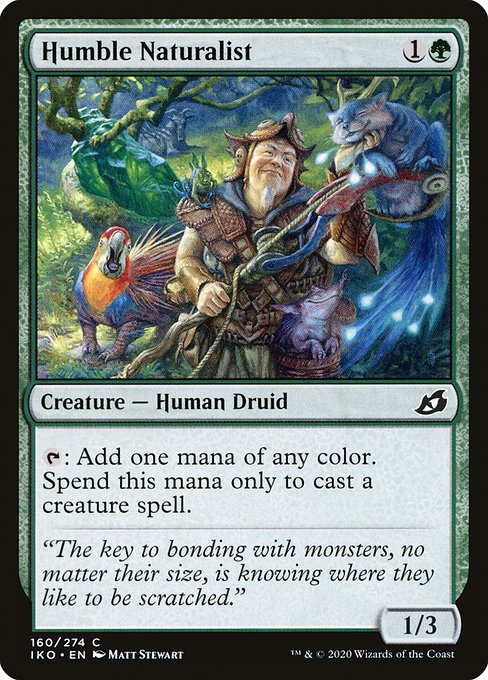 Humble Naturalist 1
Creature — Human Druid
: Add one mana of any color.
Spend this mana only to cast a
creature spell.
“The key to bonding with monsters, no
matter their size, is knowing where they
like to be scratched.”
1/3
160/274 C
IKO • EN Matt Stewart
™ & © 2020 Wizards of the Coast